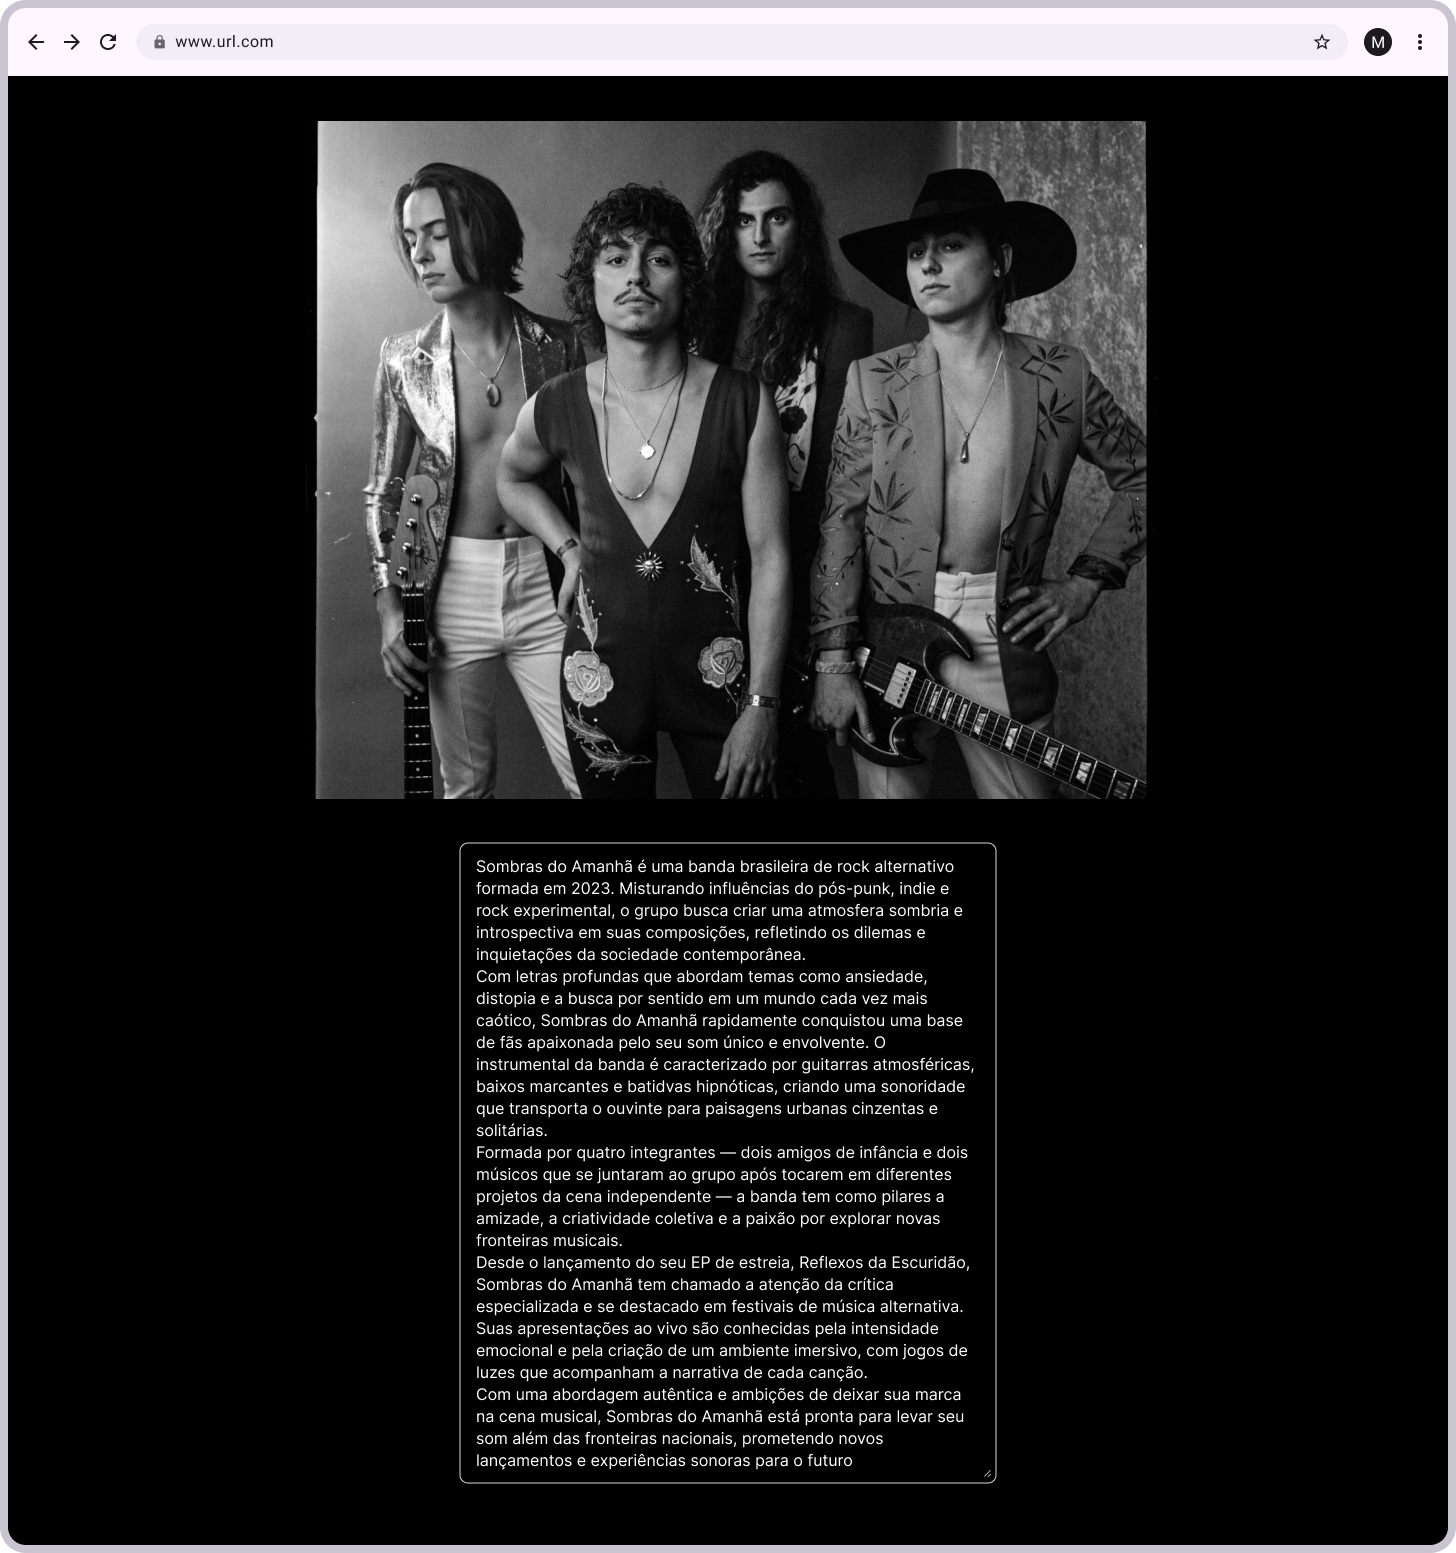 www.url.com
M
Sombras do Amanhã é uma banda brasileira de rock alternativo
formada em 2023. Misturando influências do pós-punk, indie e
rock experimental, o grupo busca criar uma atmosfera sombria e
introspectiva em suas composições, refletindo os dilemas e
inquietações da sociedade contemporânea.
Com letras profundas que abordam temas como ansiedade,
distopia e a busca por sentido em um mundo cada vez mais
caótico, Sombras do Amanhã rapidamente conquistou uma base
de fãs apaixonada pelo seu som único e envolvente. O
instrumental da banda é caracterizado por guitarras atmosféricas,
baixos marcantes e batidvas hipnóticas, criando uma sonoridade
que transporta o ouvinte para paisagens urbanas cinzentas e
solitárias.
Formada por quatro integrantes — dois amigos de infância e dois
músicos que se juntaram ao grupo após tocarem em diferentes
projetos da cena independente — a banda tem como pilares a
amizade, a criatividade coletiva e a paixão por explorar novas
fronteiras musicais.
Desde o lançamento do seu EP de estreia, Reflexos da Escuridão,
Sombras do Amanhã tem chamado a atenção da crítica
especializada e se destacado em festivais de música alternativa.
Suas apresentações ao vivo são conhecidas pela intensidade
emocional e pela criação de um ambiente imersivo, com jogos de
luzes que acompanham a narrativa de cada canção.
Com uma abordagem autêntica e ambições de deixar sua marca
na cena musical, Sombras do Amanhã está pronta para levar seu
som além das fronteiras nacionais, prometendo novos
lançamentos e experiências sonoras para o futuro